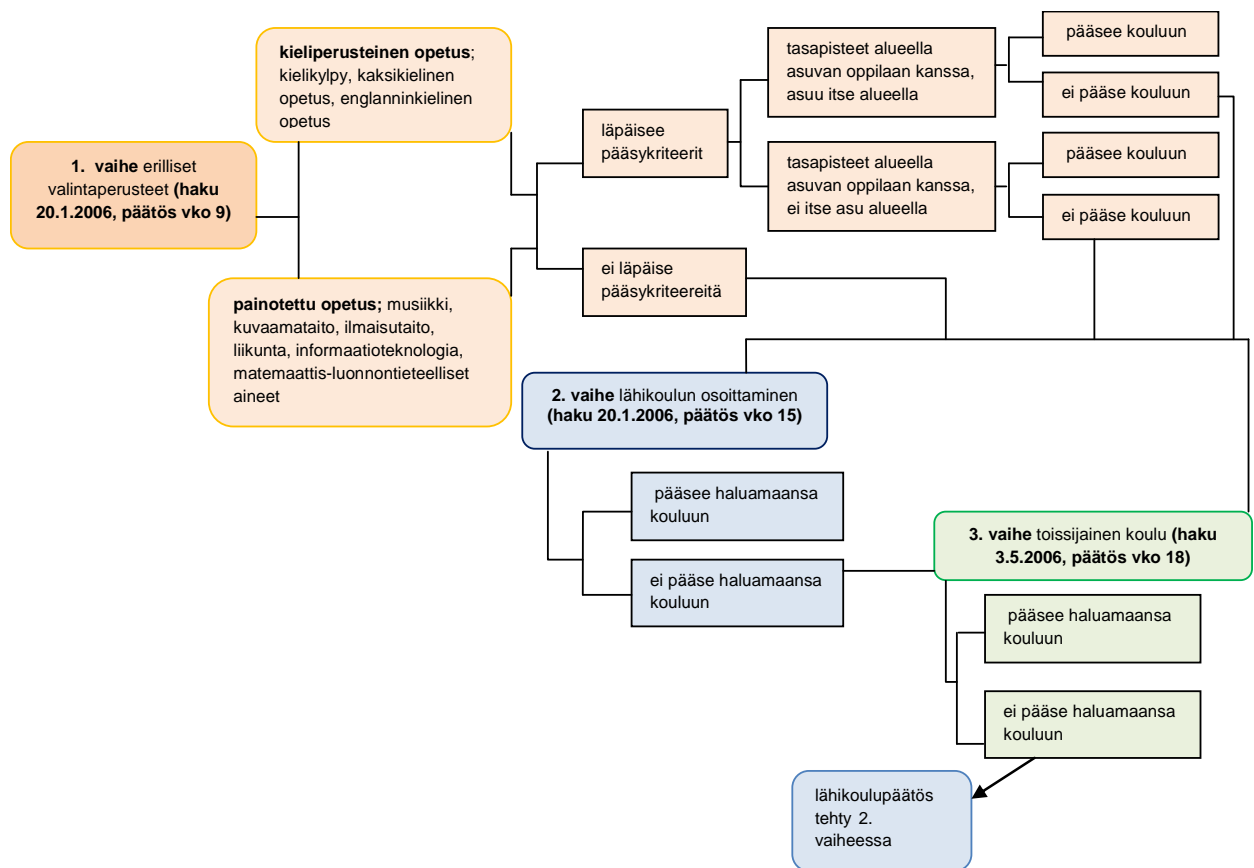 kieliperusteinen opetus;
kielikylpy, kaksikielinen
opetus, englanninkielinen
opetus
1. vaihe erilliset
valintaperusteet (haku
20.1.2006, päätös vko 9)
painotettu opetus; musiikki,
kuvaamataito, ilmaisutaito,
liikunta, informaatioteknologia,
matemaattis-luonnontieteelliset
aineet
läpäisee
pääsykriteerit
ei läpäise
pääsykriteereitä
tasapisteet alueella
asuvan oppilaan kanssa,
asuu itse alueella
tasapisteet alueella
asuvan oppilaan kanssa,
ei itse asu alueella
pääsee kouluun
ei pääse kouluun
pääsee kouluun
ei pääse kouluun
2. vaihe lähikoulun osoittaminen
(haku 20.1.2006, päätös vko 15)
pääsee haluamaansa
kouluun
ei pääse haluamaansa
kouluun
3. vaihe toissijainen koulu (haku
3.5.2006, päätös vko 18)
pääsee haluamaansa
kouluun
ei pääse haluamaansa
kouluun
lähikoulupäätös
tehty 2.
vaiheessa